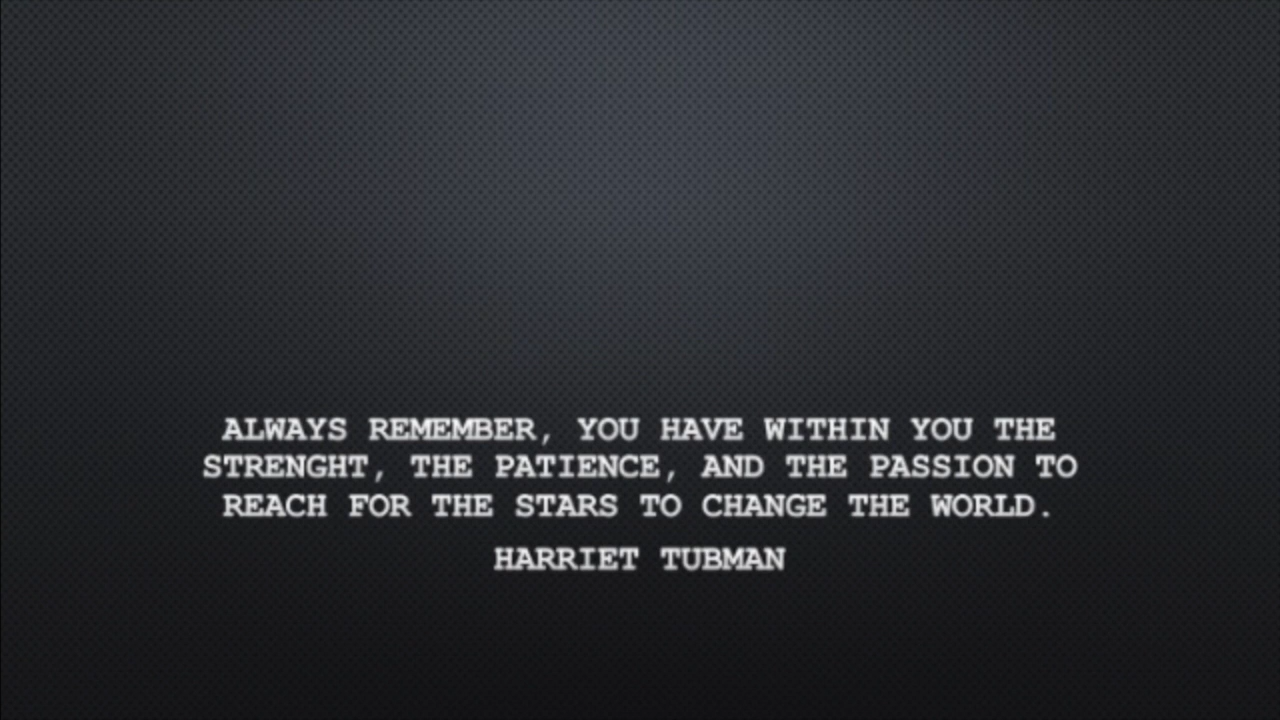 ALWAYS REMEMBER, YOU HAVE WITHIN YOU THE
STRENGHT, THE PATIENCE, AND THE PASSION TO
REACH FOR THE STARS TO CHANGE THE WORLD.
HARRIET TUBMAN